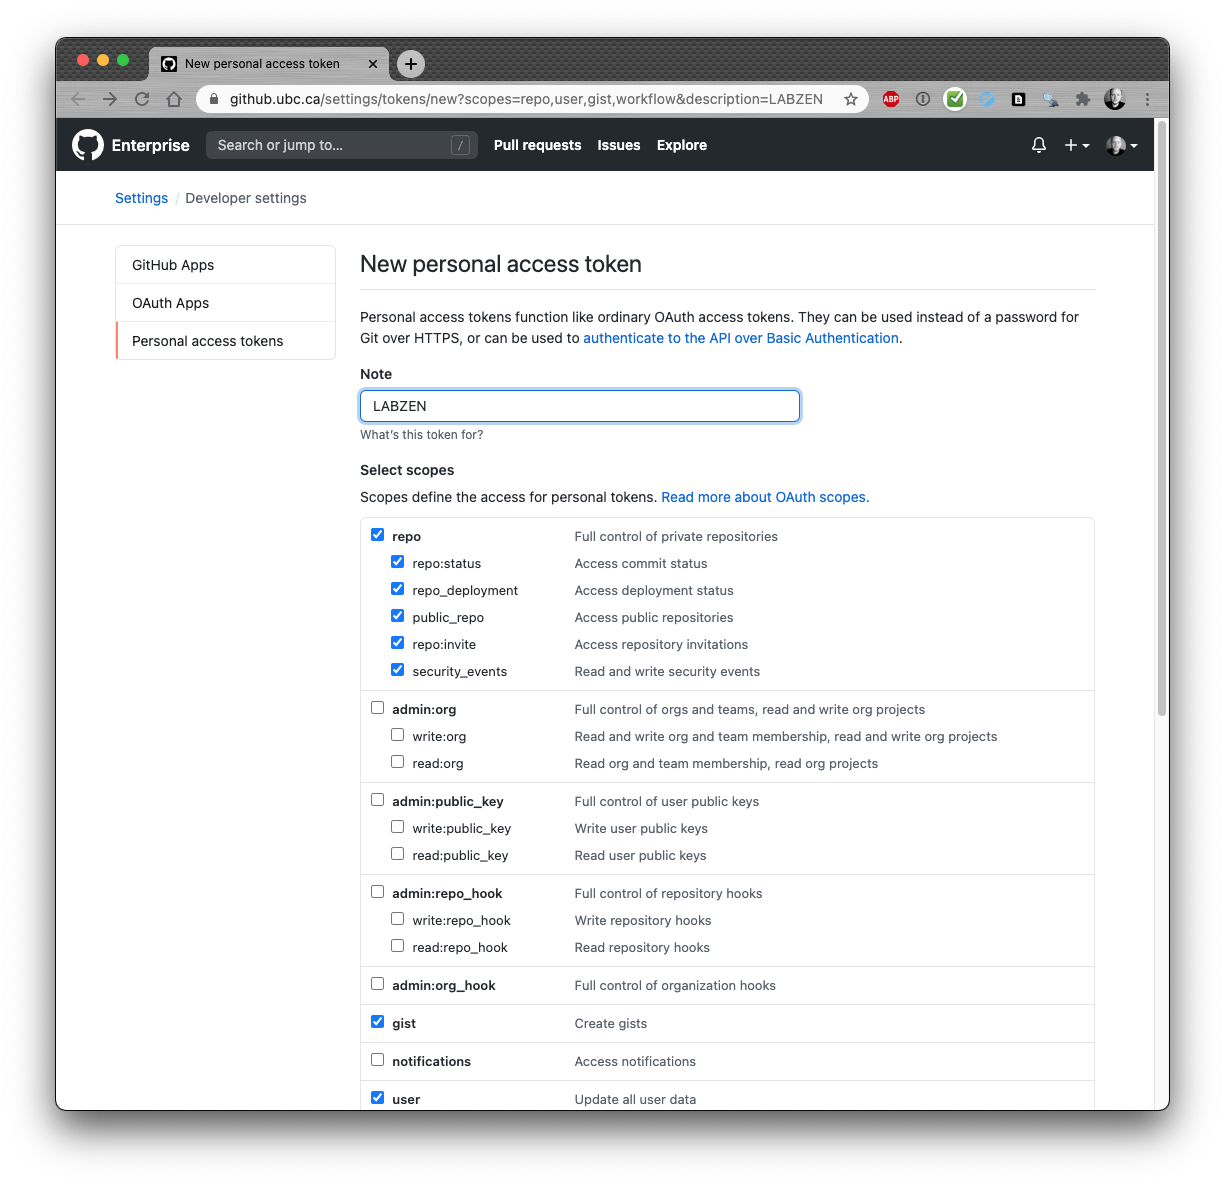 New personal access token
github.ubc.ca/settings/tokens/new?scopes=repo,user,gist,workflow&description=LABZEN
ABP
Enterprise
Search or jump to...
/
Pull requests
Issues
Explore
Settings / Developer settings
GitHub Apps
OAuth Apps
Personal access tokens
New personal access token
Personal access tokens function like ordinary OAuth access tokens. They can be used instead of a password for
Git over HTTPS, or can be used to authenticate to the API over Basic Authentication.
Note
LABZEN
What's this token for?
Select scopes
Scopes define the access for personal tokens. Read more about OAuth scopes.
repo Full control of private repositories
repo:status Access commit status
repo_deployment Access deployment status
public_repo Access public repositories
repo:invite Access repository invitations
security_events Read and write security events
admin:org Full control of orgs and teams, read and write org projects
write:org Read and write org and team membership, read and write org projects
read:org Read org and team membership, read org projects
admin:public_key Full control of user public keys
write:public_key Write user public keys
read:public_key Read user public keys
admin:repo_hook Full control of repository hooks
write:repo_hook Write repository hooks
read:repo_hook Read repository hooks
admin:org_hook Full control of organization hooks
gist Create gists
notifications Access notifications
user Update all user data